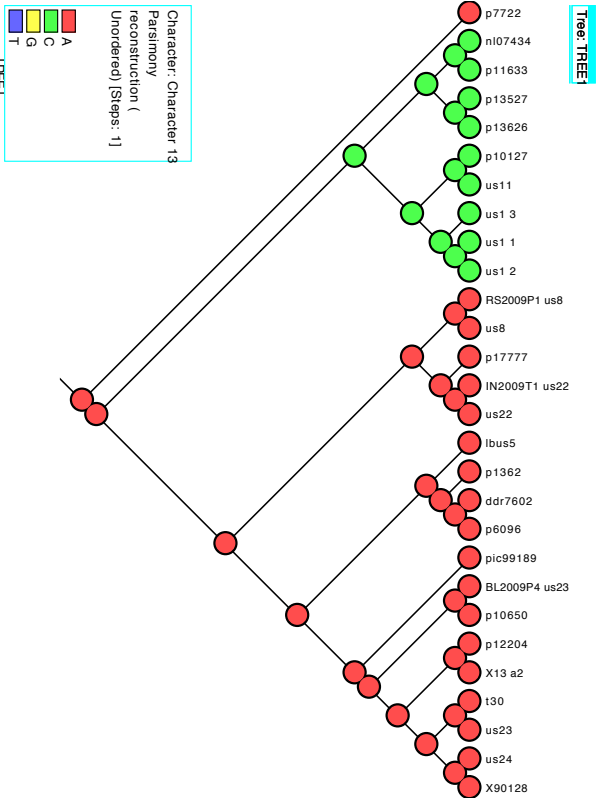 Tree: TREE1
p7722
nl07434
p11633
p13527
p13626
p10127
us11
us1 3
us1 1
us1 2
RS2009P1 us8
us8
p17777
IN2009T1 us22
us22
lbus5
p1362
ddr7602
p6096
pic99189
BL2009P4 us23
p10650
p12204
X13 a2
t30
us23
us24
X90128
Character: Character 13
Parsimony
reconstruction (
Unordered) [Steps: 1]
A
C
G
T